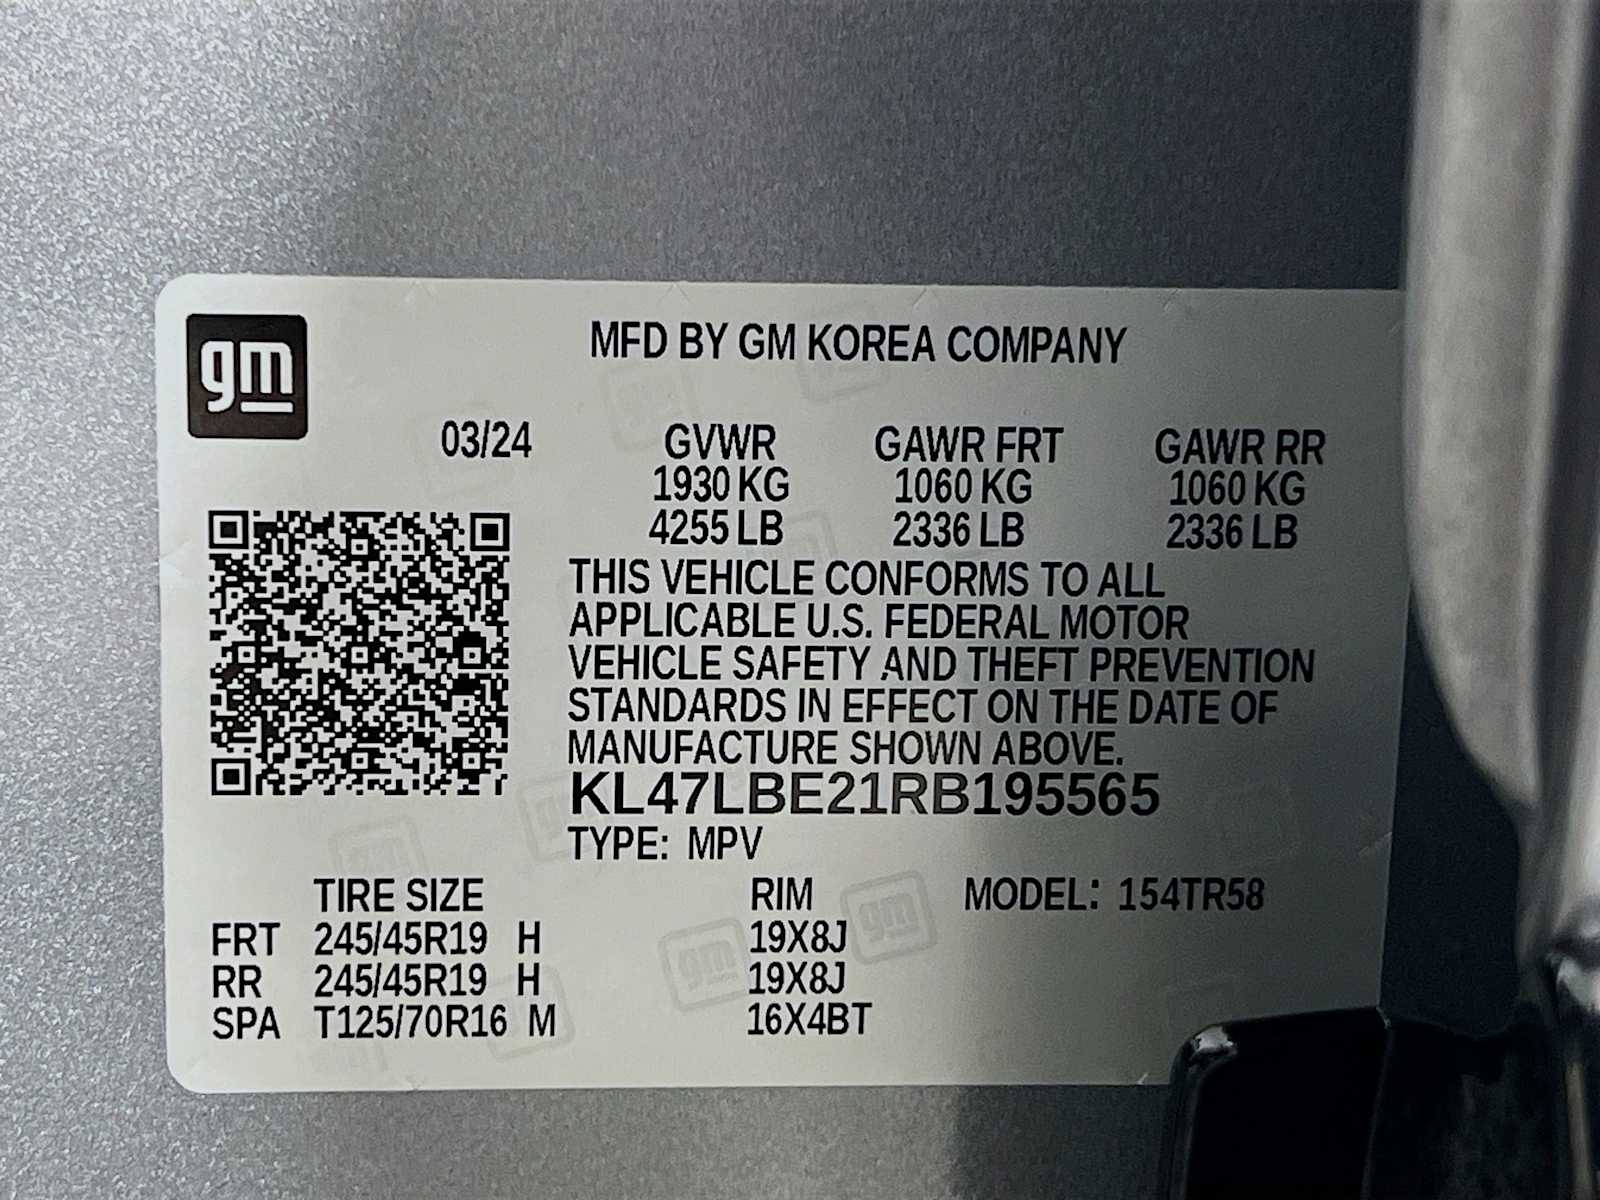 gm
MFD BY GM KOREA COMPANY
03/24 GVWR GAWR FRT GAWR RR
1930 KG 1060 KG 1060 KG
4255 LB 2336 LB 2336 LB
THIS VEHICLE CONFORMS TO ALL
APPLICABLE U.S. FEDERAL MOTOR
VEHICLE SAFETY AND THEFT PREVENTION
STANDARDS IN EFFECT ON THE DATE OF
MANUFACTURE SHOWN ABOVE.
KL47LBE21RB195565
TYPE: MPV
TIRE SIZE RIM MODEL: 154TR58
FRT 245/45R19 H 19X8J
RR 245/45R19 H 19X8J
SPA T125/70R16 M 16X4BT